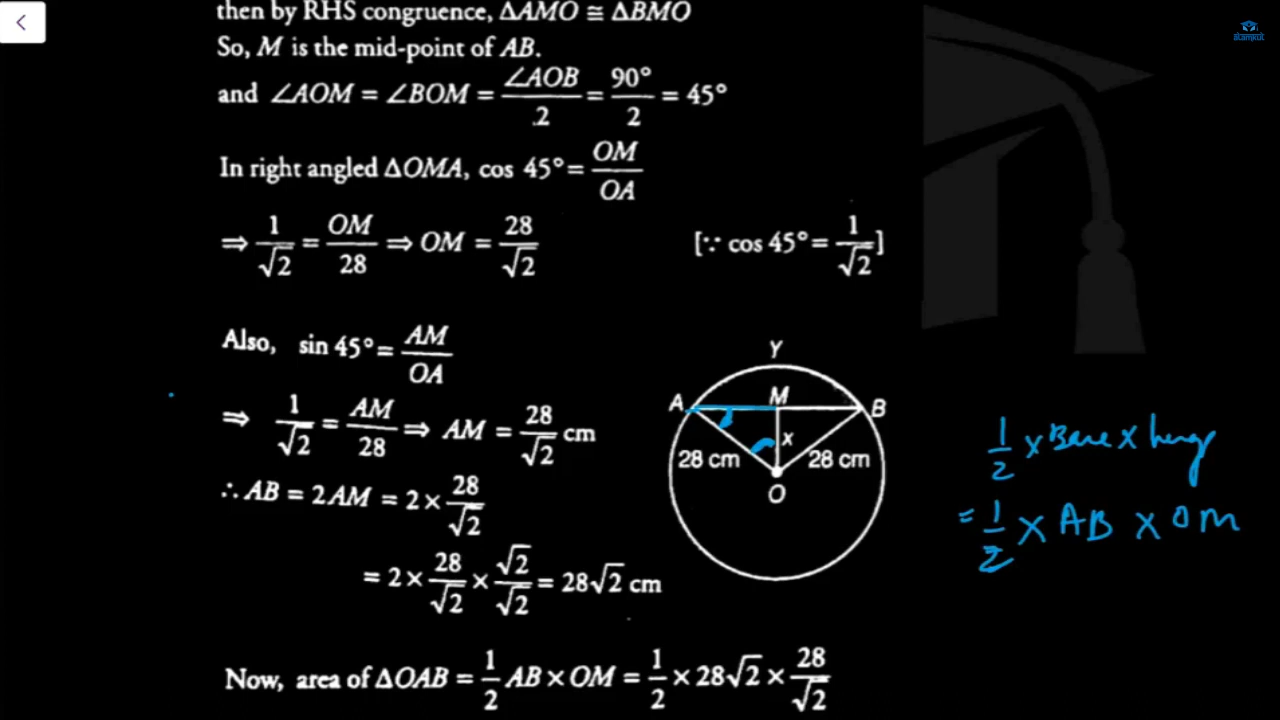 then by RHS congruence, ΔAMO ≅ ΔBMO
So, M is the mid-point of AB.
and ∠AOM = ∠BOM = ∠AOB/2 = 90°/2 = 45°
In right angled ΔOMA, cos 45° = OM/OA
⇒ 1/√2 = OM/28 ⇒ OM = 28/√2 [∵ cos 45° = 1/√2]
Also, sin 45° = AM/OA
⇒ 1/√2 = AM/28 ⇒ AM = 28/√2 cm
∴ AB = 2AM = 2 × 28/√2
= 2 × 28/√2 × √2/√2 = 28√2 cm
Now, area of ΔOAB = 1/2 AB × OM = 1/2 × 28√2 × 28/√2
Y
A M B
x
28 cm 28 cm
O
1/2 × Base ×
= 1/2 × AB × OM